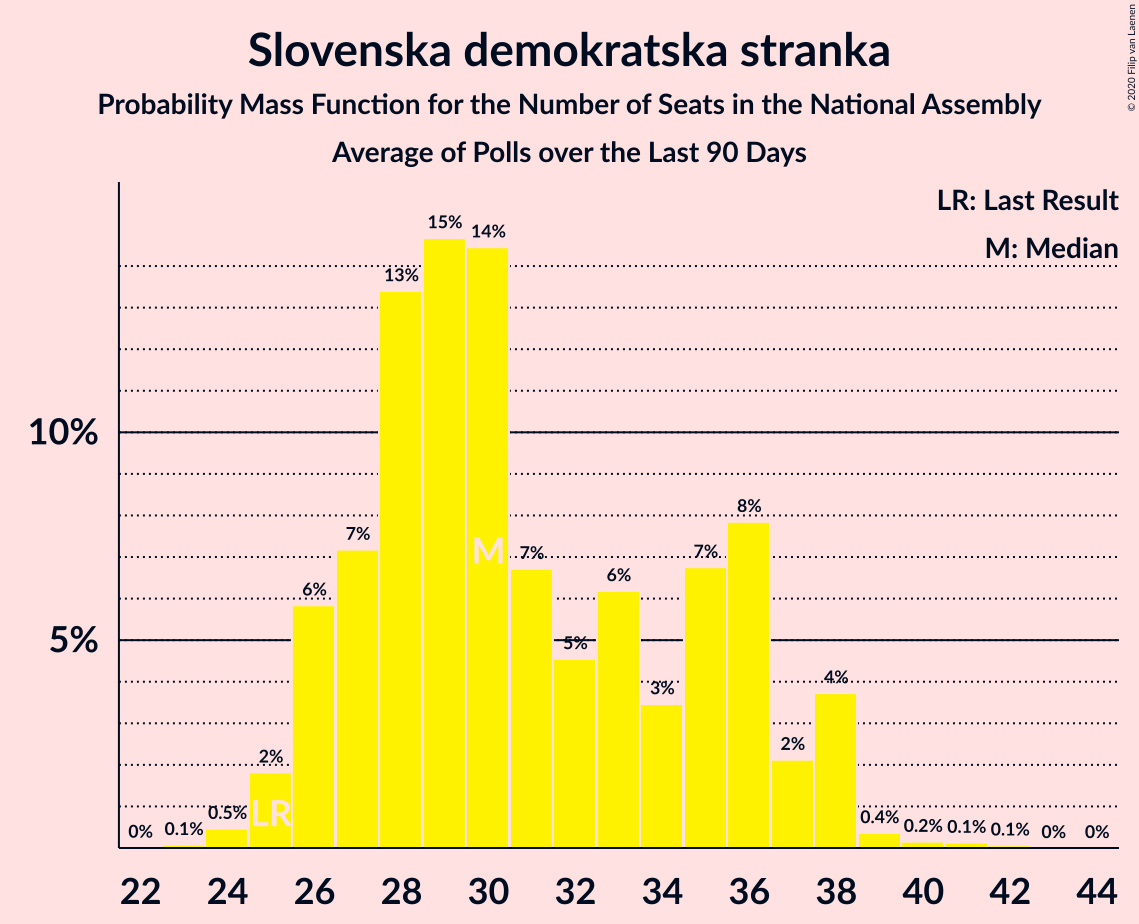 Slovenska demokratska stranka
Probability Mass Function for the Number of Seats in the National Assembly
Average of Polls over the Last 90 Days
© 2020 Filip van Laenen
LR: Last Result
M: Median
10%
5%
0%
0.1%
0.5%
2%
6%
7%
13%
15%
14%
7%
5%
6%
3%
7%
8%
2%
4%
0.4%
0.2%
0.1%
0.1%
0%
0%
LR
M
22 24 26 28 30 32 34 36 38 40 42 44